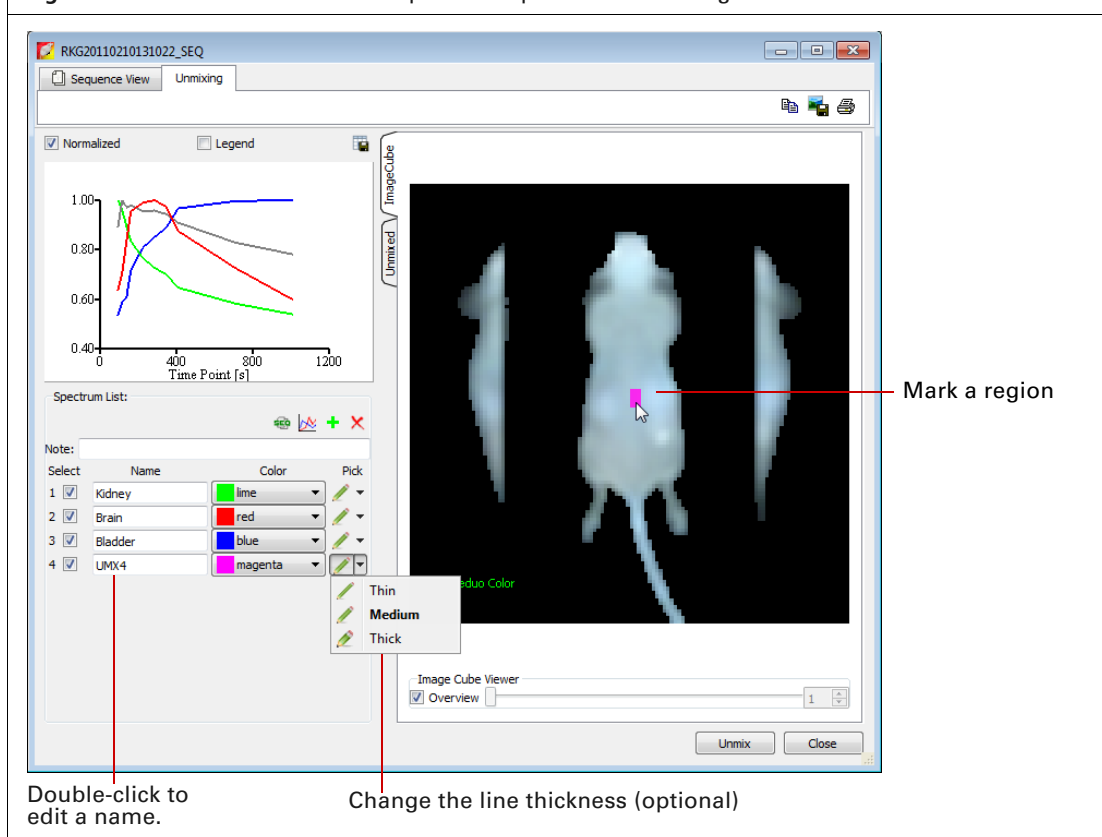 RKG20110210131022_SEQ
Sequence View Unmixing
Normalized Legend
ImageCube
Unmixed
1.00
0.80
0.60
0.40
0 400 800 1200
Time Point [s]
Mark a region
Spectrum List:
SEQ
Note:
Select Name Color Pick
1 Kidney lime
2 Brain red
3 Bladder blue
4 UMX4 magenta
Thin
Medium
Thick
eduo Color
Image Cube Viewer
Overview 1
Unmix Close
Double-click to
edit a name.
Change the line thickness (optional)